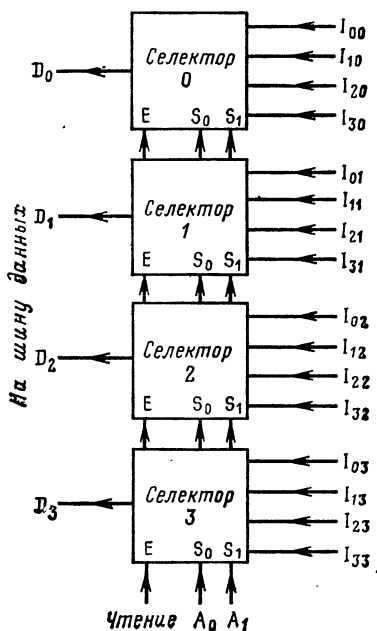 Селектор
0
E S₀ S₁
D₀
I₀₀
I₁₀
I₂₀
I₃₀
Селектор
1
E S₀ S₁
D₁
I₀₁
I₁₁
I₂₁
I₃₁
Селектор
2
E S₀ S₁
D₂
I₀₂
I₁₂
I₂₂
I₃₂
Селектор
3
E S₀ S₁
D₃
I₀₃
I₁₃
I₂₃
I₃₃
На шину данных
Чтение A₀ A₁